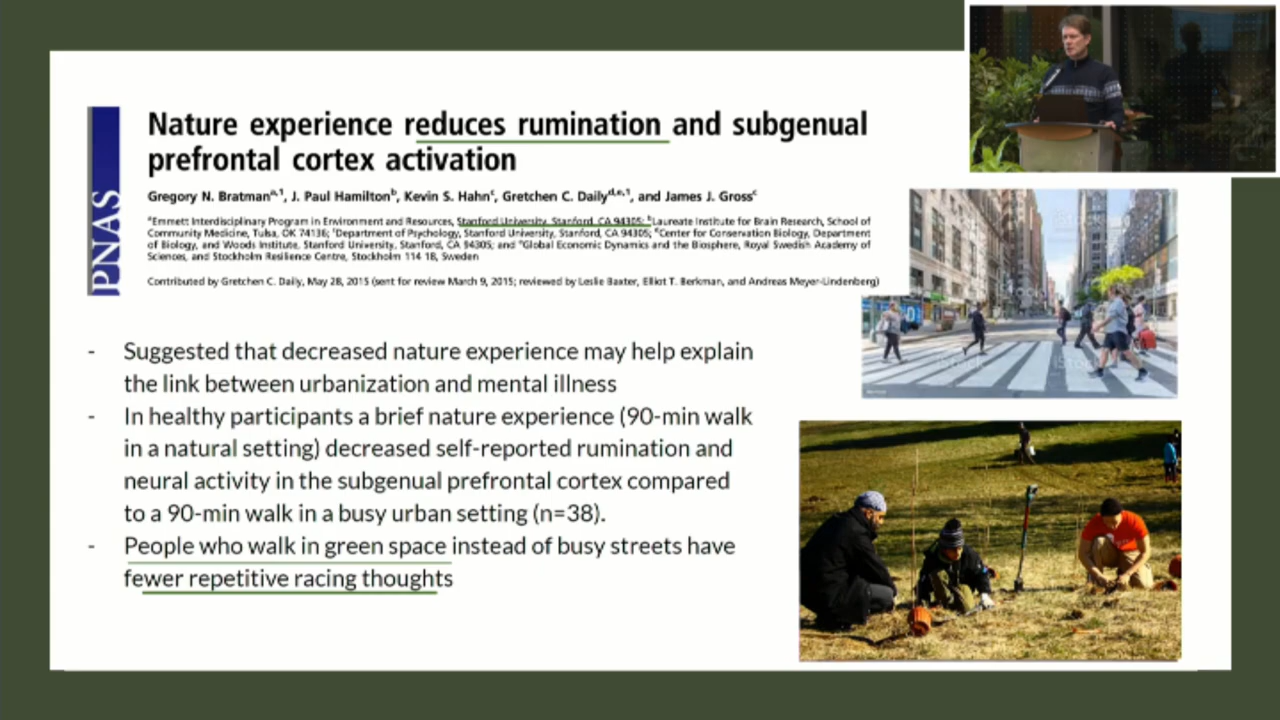 Nature experience reduces rumination and subgenual
prefrontal cortex activation
PNAS
Gregory N. Bratmanᵃ,¹, J. Paul Hamiltonᵇ, Kevin S. Hahnᶜ, Gretchen C. Dailyᵈ,ᵉ,¹, and James J. Grossᶜ
ᵃEmmett Interdisciplinary Program in Environment and Resources, Stanford University, Stanford, CA 94305; ᵇLaureate Institute for Brain Research, School of
Community Medicine, Tulsa, OK 74136; ᶜDepartment of Psychology, Stanford University, Stanford, CA 94305; ᵈCenter for Conservation Biology, Department
of Biology, and Woods Institute, Stanford University, Stanford, CA 94305; and ᵉGlobal Economic Dynamics and the Biosphere, Royal Swedish Academy of
Sciences, and Stockholm Resilience Centre, Stockholm 114 18, Sweden
Contributed by Gretchen C. Daily, May 28, 2015 (sent for review March 9, 2015; reviewed by Leslie Baxter, Elliot T. Berkman, and Andreas Meyer-Lindenberg)
- Suggested that decreased nature experience may help explain
the link between urbanization and mental illness
- In healthy participants a brief nature experience (90-min walk
in a natural setting) decreased self-reported rumination and
neural activity in the subgenual prefrontal cortex compared
to a 90-min walk in a busy urban setting (n=38).
- People who walk in green space instead of busy streets have
fewer repetitive racing thoughts